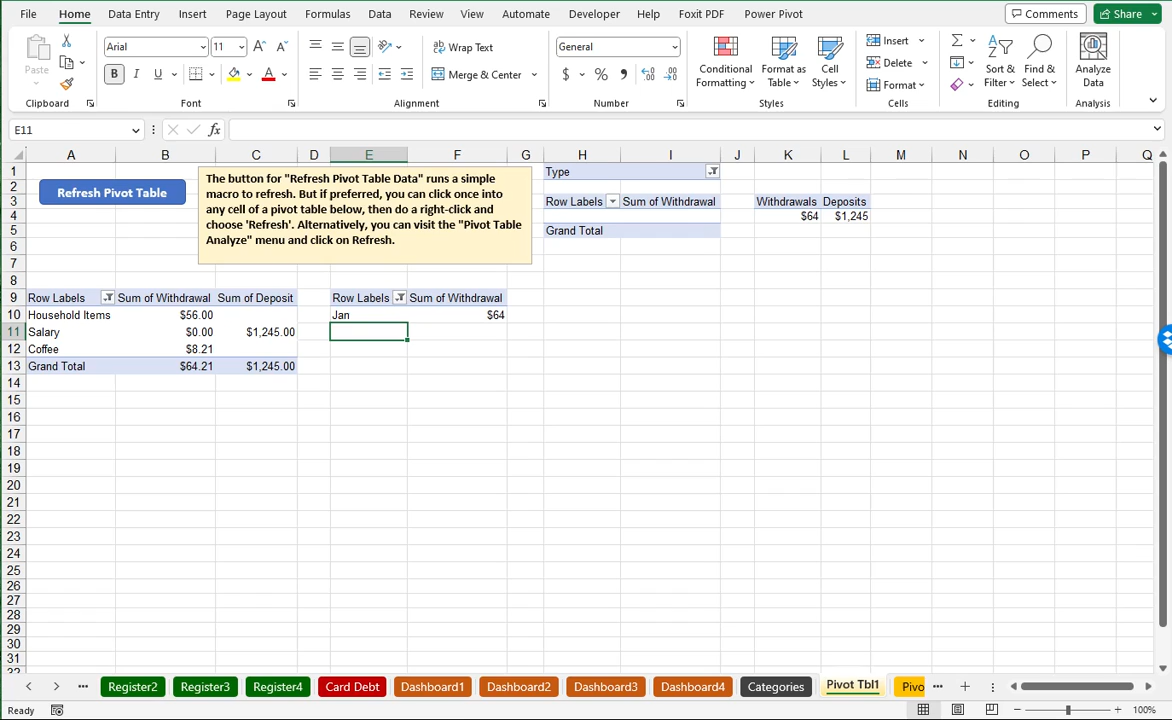 File Home Data Entry Insert Page Layout Formulas Data Review View Automate Developer Help Foxit PDF Power Pivot Comments Share
Paste Arial 11 Wrap Text General Insert
B I U A Merge & Center $ % Conditional Formatting Format as Table Cell Styles Delete Sort & Filter Find & Select Analyze Data
Format
Clipboard Font Alignment Number Styles Cells Editing Analysis
E11 fx
A B C D E F G H I J K L M N O P Q
1 Type
Refresh Pivot Table
The button for "Refresh Pivot Table Data" runs a simple
macro to refresh. But if preferred, you can click once into
any cell of a pivot table below, then do a right-click and
choose 'Refresh'. Alternatively, you can visit the "Pivot Table
Analyze" menu and click on Refresh.
2
3 Row Labels Sum of Withdrawal Withdrawals Deposits
4 $64 $1,245
5 Grand Total
6
7
8
9 Row Labels Sum of Withdrawal Sum of Deposit Row Labels Sum of Withdrawal
10 Household Items $56.00 Jan $64
11 Salary $0.00 $1,245.00
12 Coffee $8.21
13 Grand Total $64.21 $1,245.00
14
15
16
17
18
19
20
21
22
23
24
25
26
27
28
29
30
31
32
Register2 Register3 Register4 Card Debt Dashboard1 Dashboard2 Dashboard3 Dashboard4 Categories Pivot Tbl1 Pivo
Ready 100%